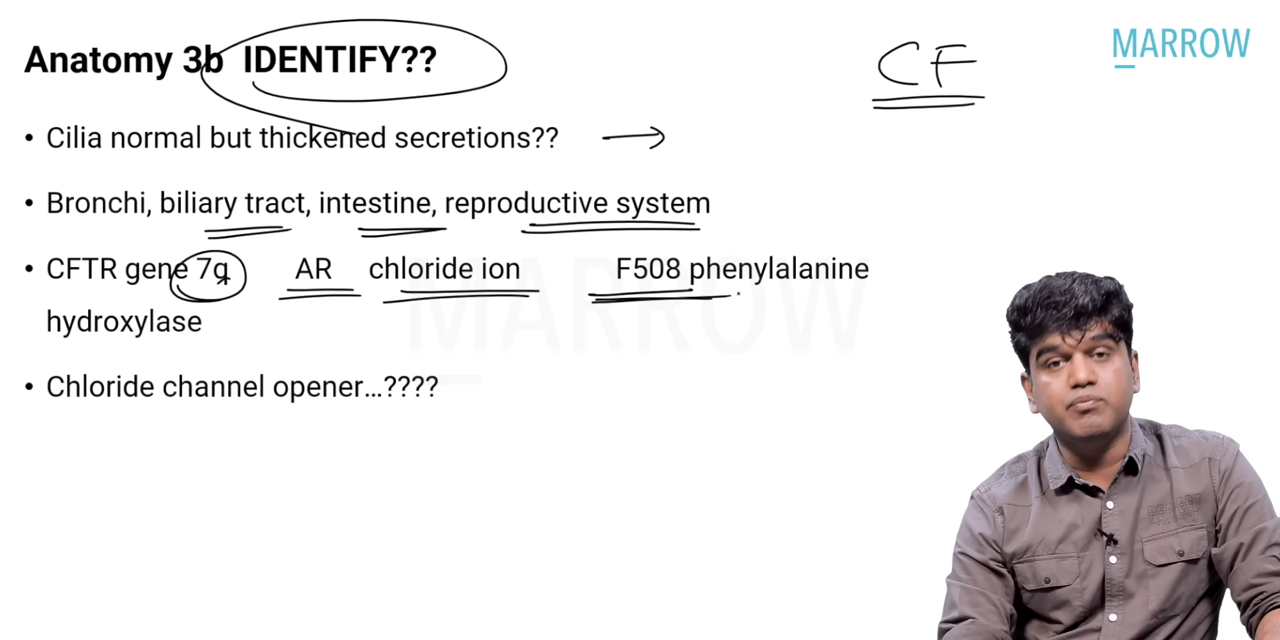 Anatomy 3b IDENTIFY??
CF
MARROW
• Cilia normal but thickened secretions??
• Bronchi, biliary tract, intestine, reproductive system
• CFTR gene 7q AR chloride ion F508 phenylalanine
hydroxylase
MARROW
• Chloride channel opener...????